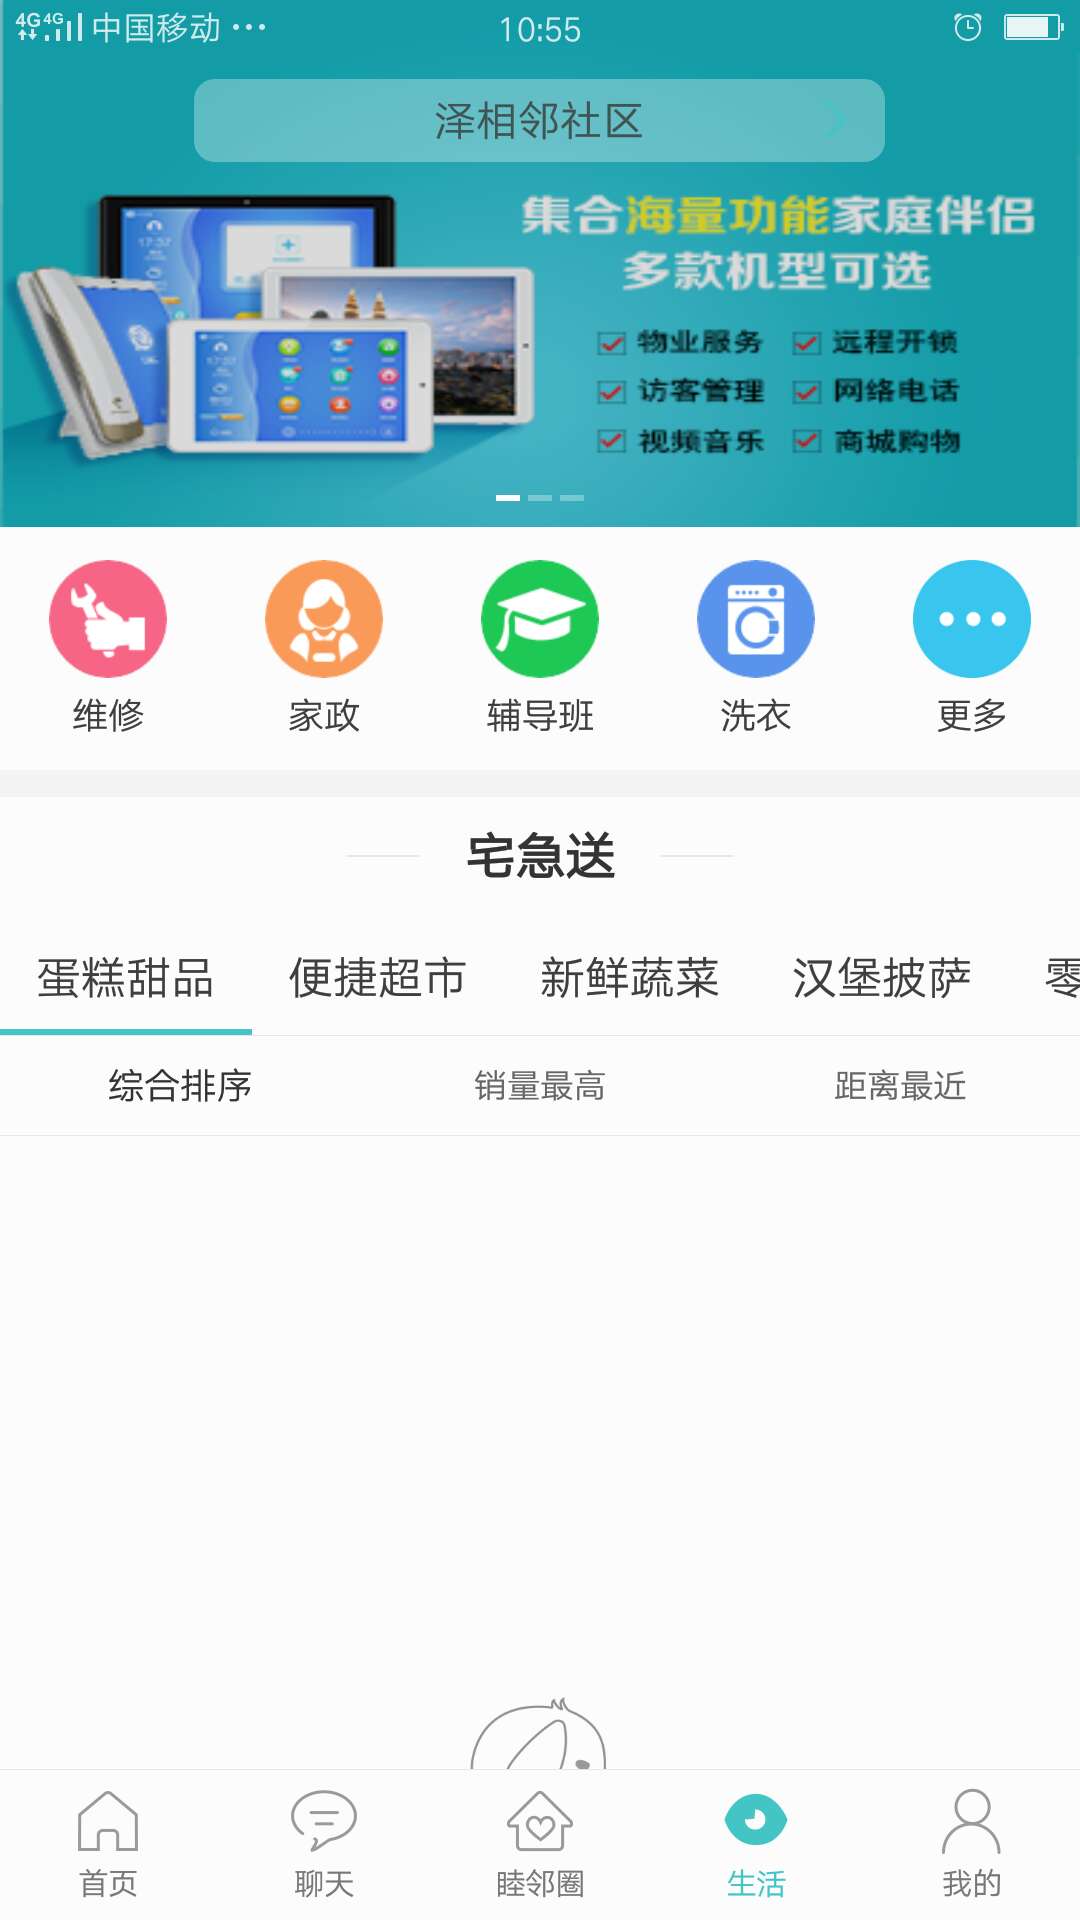 4G 4G 中国移动 ··· 10:55
泽相邻社区
集合海量功能家庭伴侣
多款机型可选
物业服务 远程开锁
访客管理 网络电话
视频音乐 商城购物
维修 家政 辅导班 洗衣 更多
宅急送
蛋糕甜品 便捷超市 新鲜蔬菜 汉堡披萨 零
综合排序 销量最高 距离最近
首页 聊天 睦邻圈 生活 我的